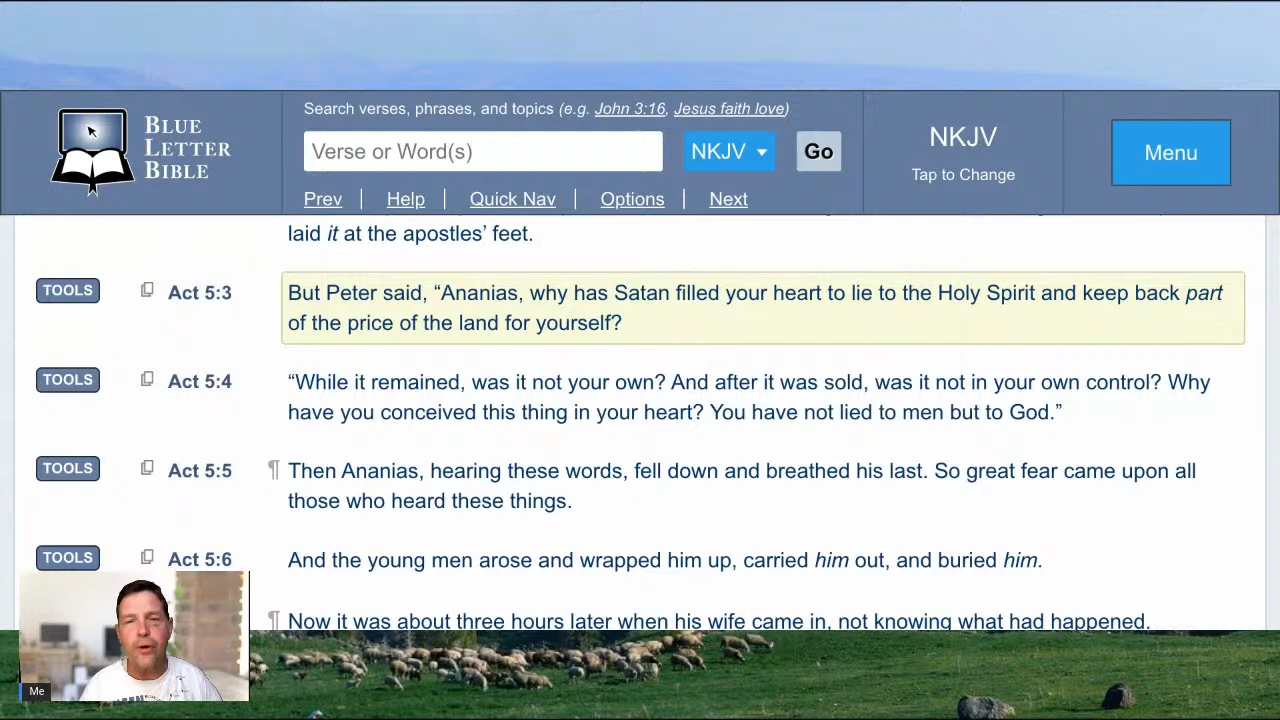 Search verses, phrases, and topics (e.g. John 3:16, Jesus faith love)
BLUE
LETTER
BIBLE
Verse or Word(s)
NKJV
Go
NKJV
Tap to Change
Menu
Prev | Help | Quick Nav | Options | Next
laid it at the apostles’ feet.
TOOLS
Act 5:3
But Peter said, “Ananias, why has Satan filled your heart to lie to the Holy Spirit and keep back part
of the price of the land for yourself?
TOOLS
Act 5:4
“While it remained, was it not your own? And after it was sold, was it not in your own control? Why
have you conceived this thing in your heart? You have not lied to men but to God.”
TOOLS
Act 5:5
¶ Then Ananias, hearing these words, fell down and breathed his last. So great fear came upon all
those who heard these things.
TOOLS
Act 5:6
And the young men arose and wrapped him up, carried him out, and buried him.
¶ Now it was about three hours later when his wife came in, not knowing what had happened.
Me